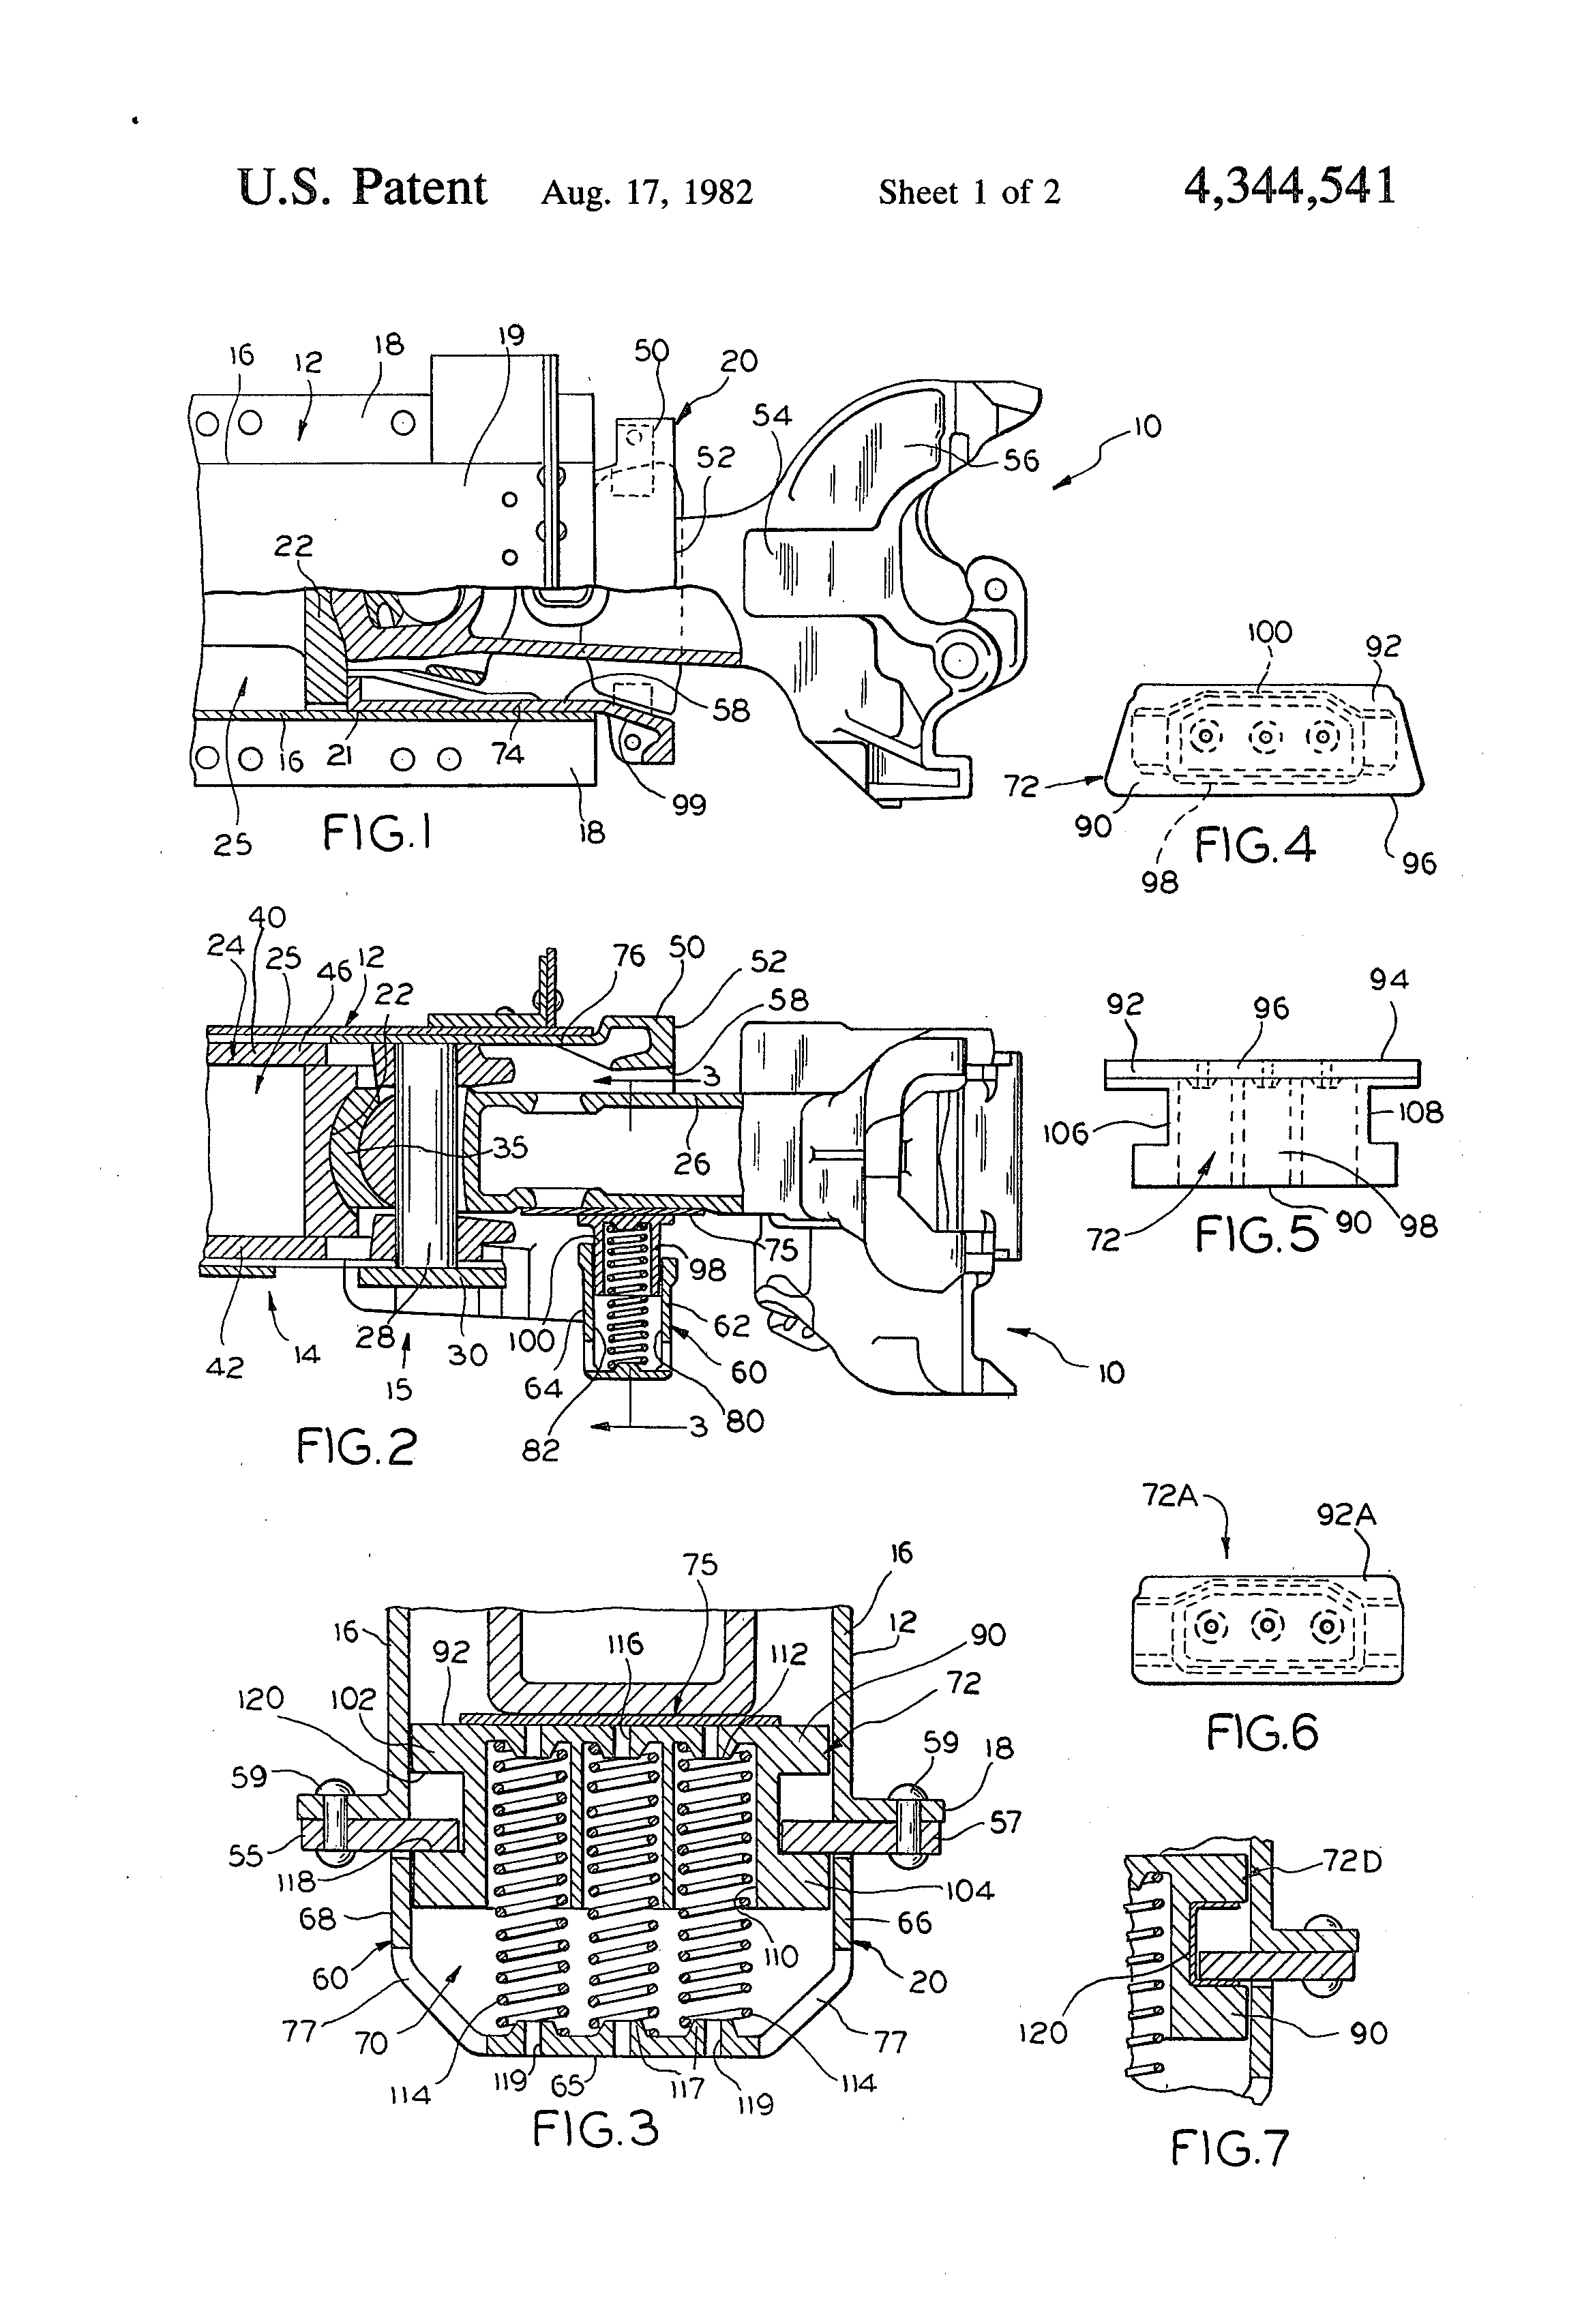 U.S. Patent Aug. 17, 1982 Sheet 1 of 2 4,344,541
16 12 18 19 50 20
54 52 56 10
22
25 16 21 74 58 99 18
FIG.1
100 92
72 90 98 96
FIG.4
40
24 25 46 12 22 76 50 52 58
3
35 26
75
98
14 28 15 30 100 64 62 60 10
42 82 80
3
FIG.2
94
92 96
106 108
72 90 98
FIG.5
72A 92A
FIG.6
75 16
16 92 116 112 12 90
120 102 72
59 59 18
55 57
118 104
68 110 66
60 20
77 70 77
114 119 65 117 119 114
FIG.3
72D
120 90
FIG.7